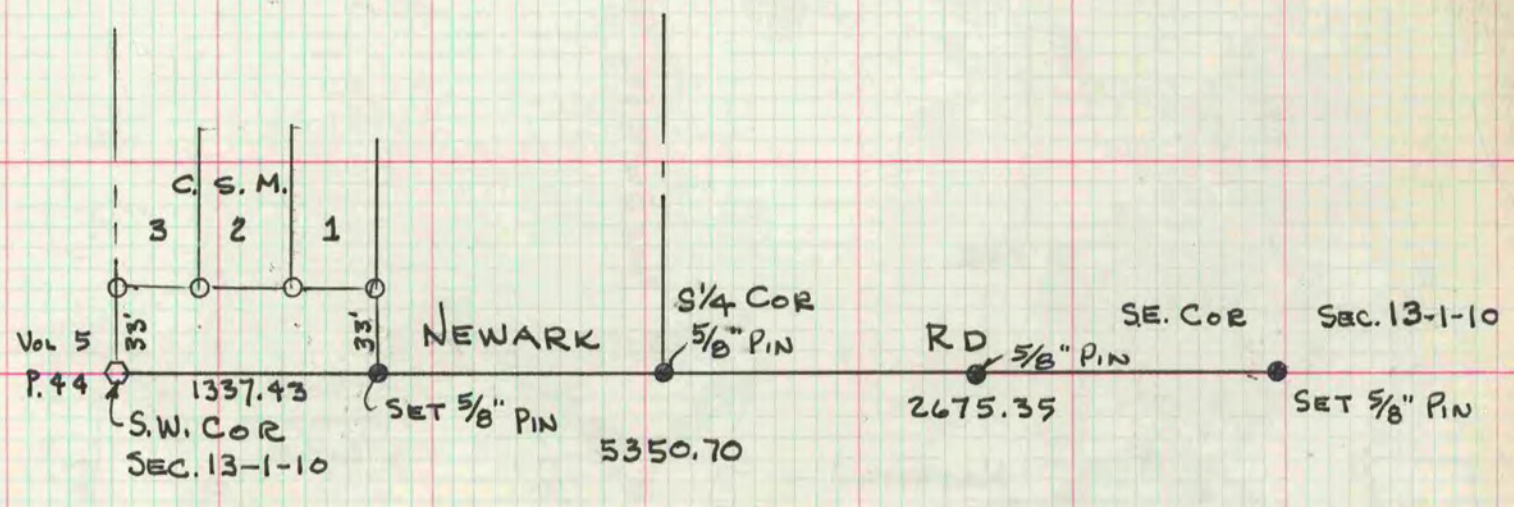 C. S. M.
3 2 1
33'
33'
VOL 5
P. 44
1337.43
S.W. COR
SEC. 13-1-10
SET 5/8" PIN
NEWARK
S 1/4 COR
5/8" PIN
5350.70
RD
5/8" PIN
2675.35
S.E. COR
SEC. 13-1-10
SET 5/8" PIN